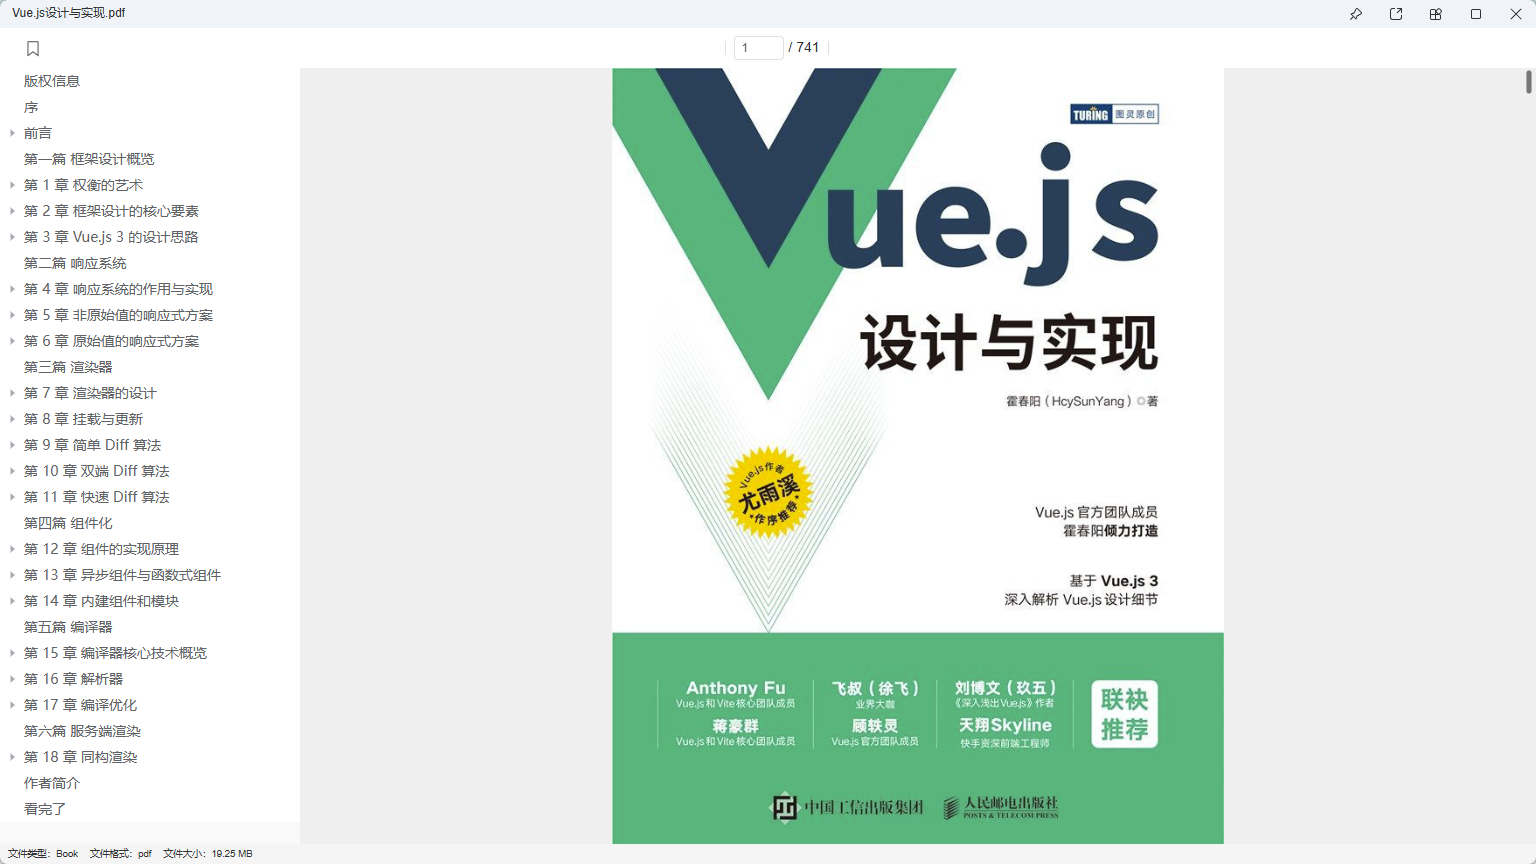 Vue.js设计与实现.pdf
1 / 741
版权信息
序
前言
第一篇 框架设计概览
第 1 章 权衡的艺术
第 2 章 框架设计的核心要素
第 3 章 Vue.js 3 的设计思路
第二篇 响应系统
第 4 章 响应系统的作用与实现
第 5 章 非原始值的响应式方案
第 6 章 原始值的响应式方案
第三篇 渲染器
第 7 章 渲染器的设计
第 8 章 挂载与更新
第 9 章 简单 Diff 算法
第 10 章 双端 Diff 算法
第 11 章 快速 Diff 算法
第四篇 组件化
第 12 章 组件的实现原理
第 13 章 异步组件与函数式组件
第 14 章 内建组件和模块
第五篇 编译器
第 15 章 编译器核心技术概览
第 16 章 解析器
第 17 章 编译优化
第六篇 服务端渲染
第 18 章 同构渲染
作者简介
看完了
TURING 图灵原创
Vue.js
设计与实现
霍春阳（HcySunYang）◎著
Vue.js作者
尤雨溪
作序推荐
Vue.js 官方团队成员
霍春阳倾力打造
基于 Vue.js 3
深入解析 Vue.js 设计细节
Anthony Fu
Vue.js和Vite核心团队成员
蒋豪群
Vue.js和Vite核心团队成员
飞叔（徐飞）
业界大咖
顾轶灵
Vue.js官方团队成员
刘博文（玖五）
《深入浅出Vue.js》作者
天翔Skyline
快手资深前端工程师
联袂
推荐
中国工信出版集团
人民邮电出版社
POSTS & TELECOM PRESS
文件类型：Book 文件格式：pdf 文件大小：19.25 MB